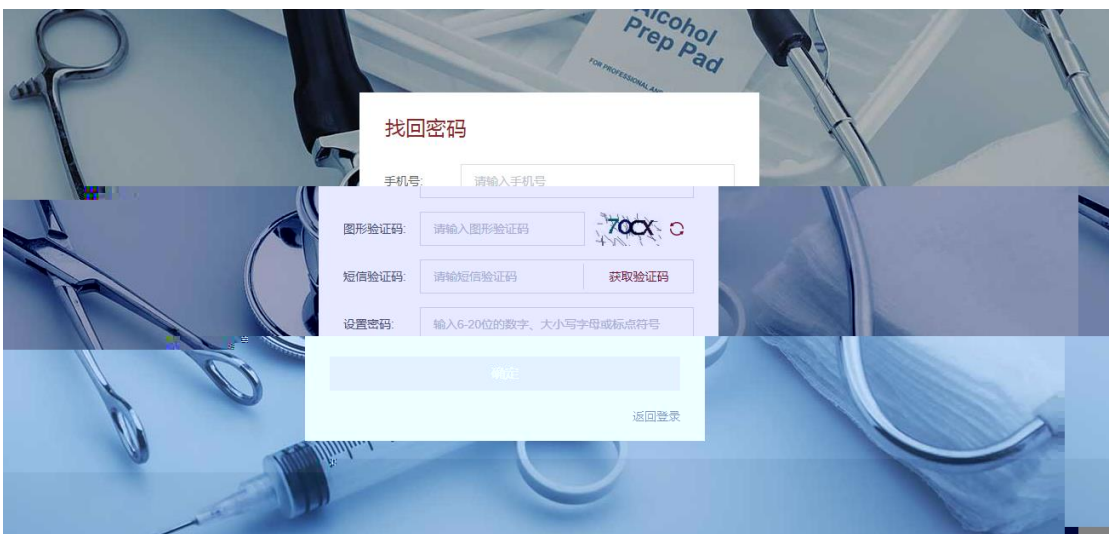 Alcohol
Prep Pad
FOR PROFESSIONAL AND
找回密码
手机号:
请输入手机号
图形验证码:
请输入图形验证码
短信验证码:
请输短信验证码
获取验证码
设置密码:
输入6-20位的数字、大小写字母或标点符号
确定
返回登录